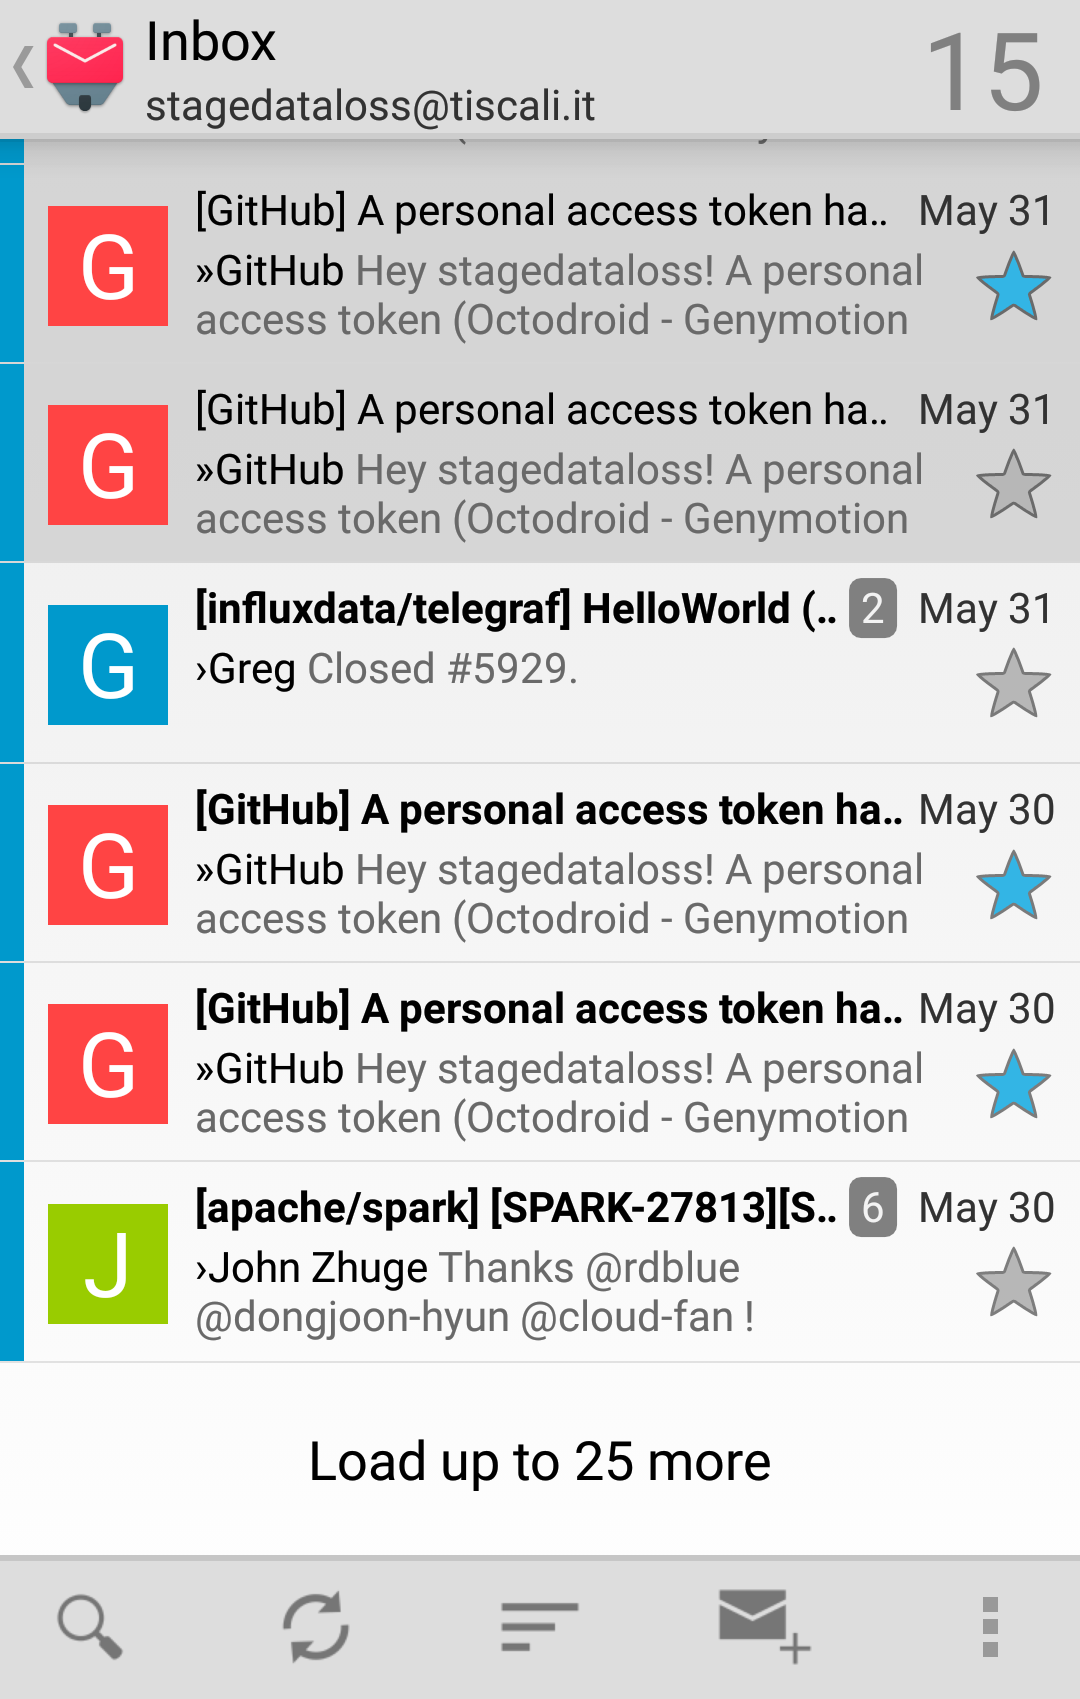 Inbox
stagedataloss@tiscali.it
15
[GitHub] A personal access token ha.. May 31
G
»GitHub Hey stagedataloss! A personal
access token (Octodroid - Genymotion
[GitHub] A personal access token ha.. May 31
G
»GitHub Hey stagedataloss! A personal
access token (Octodroid - Genymotion
[influxdata/telegraf] HelloWorld (.. 2 May 31
G
›Greg Closed #5929.
[GitHub] A personal access token ha.. May 30
G
»GitHub Hey stagedataloss! A personal
access token (Octodroid - Genymotion
[GitHub] A personal access token ha.. May 30
G
»GitHub Hey stagedataloss! A personal
access token (Octodroid - Genymotion
[apache/spark] [SPARK-27813][S.. 6 May 30
J
›John Zhuge Thanks @rdblue
@dongjoon-hyun @cloud-fan !
Load up to 25 more